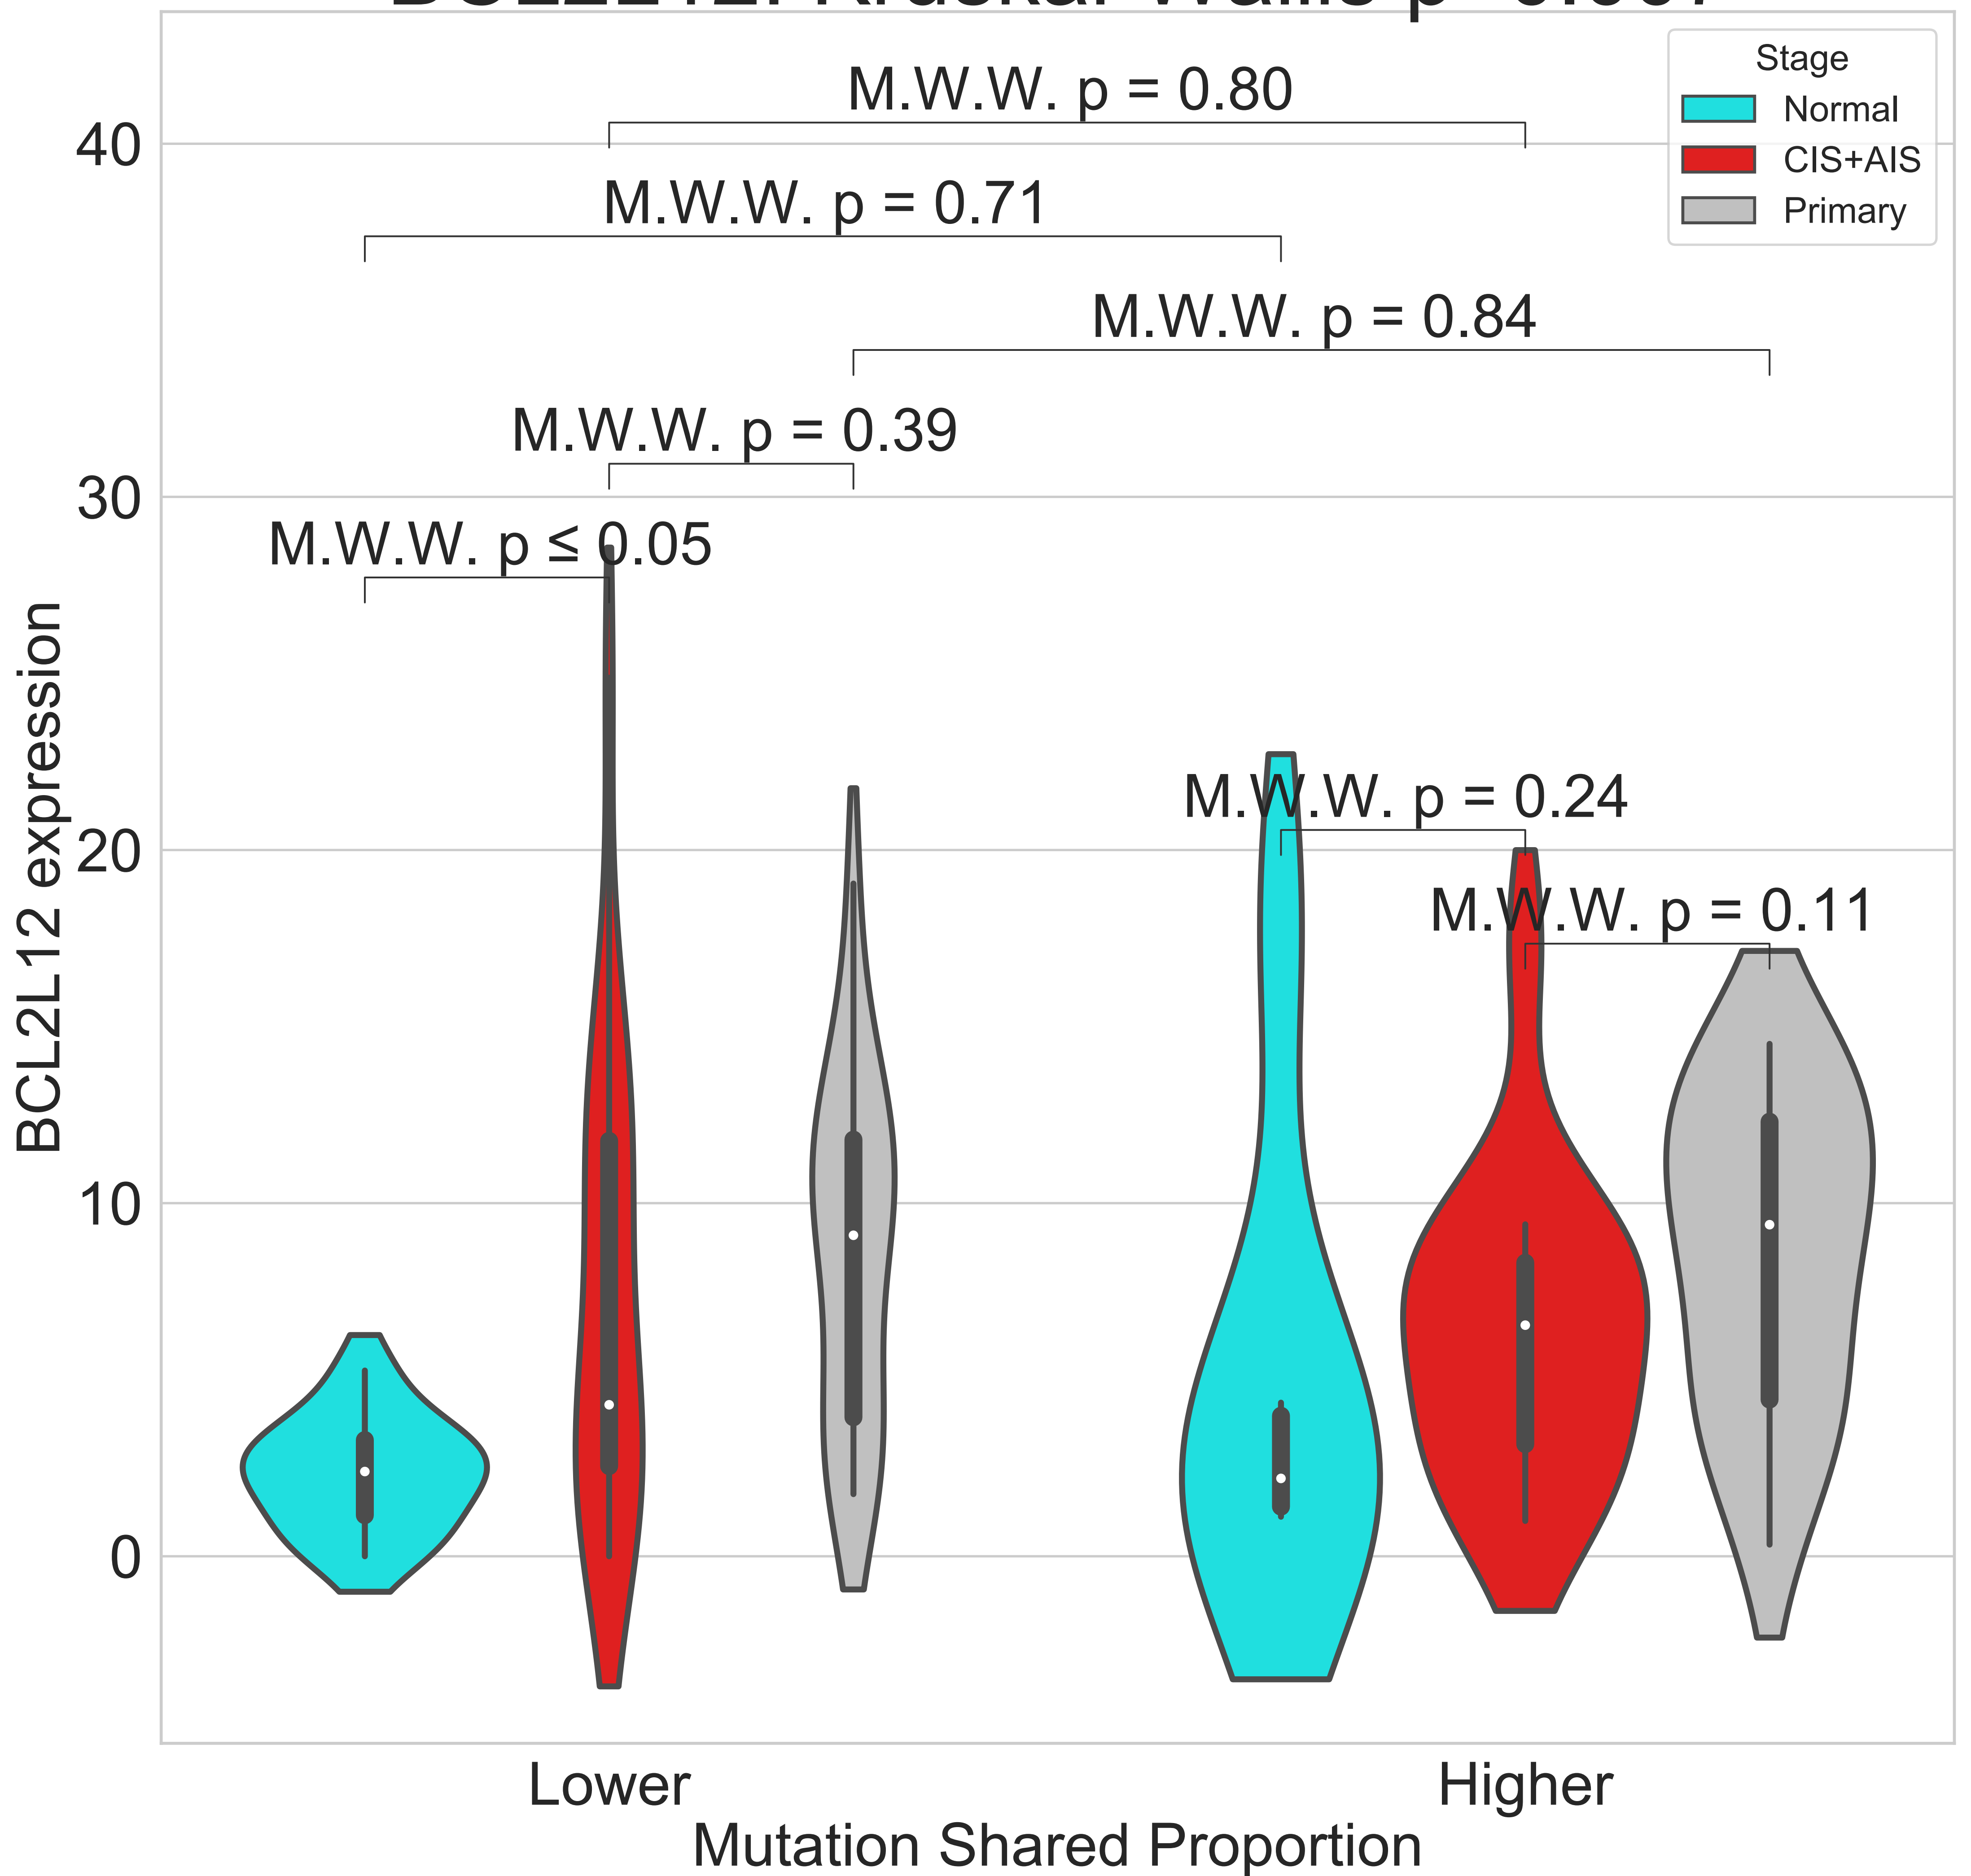 Stage
Normal
CIS+AIS
Primary
M.W.W. p = 0.80
M.W.W. p = 0.71
M.W.W. p = 0.84
M.W.W. p = 0.39
M.W.W. p ≤ 0.05
M.W.W. p = 0.24
M.W.W. p = 0.11
40
30
20
10
0
BCL2L12 expression
Lower
Higher
Mutation Shared Proportion